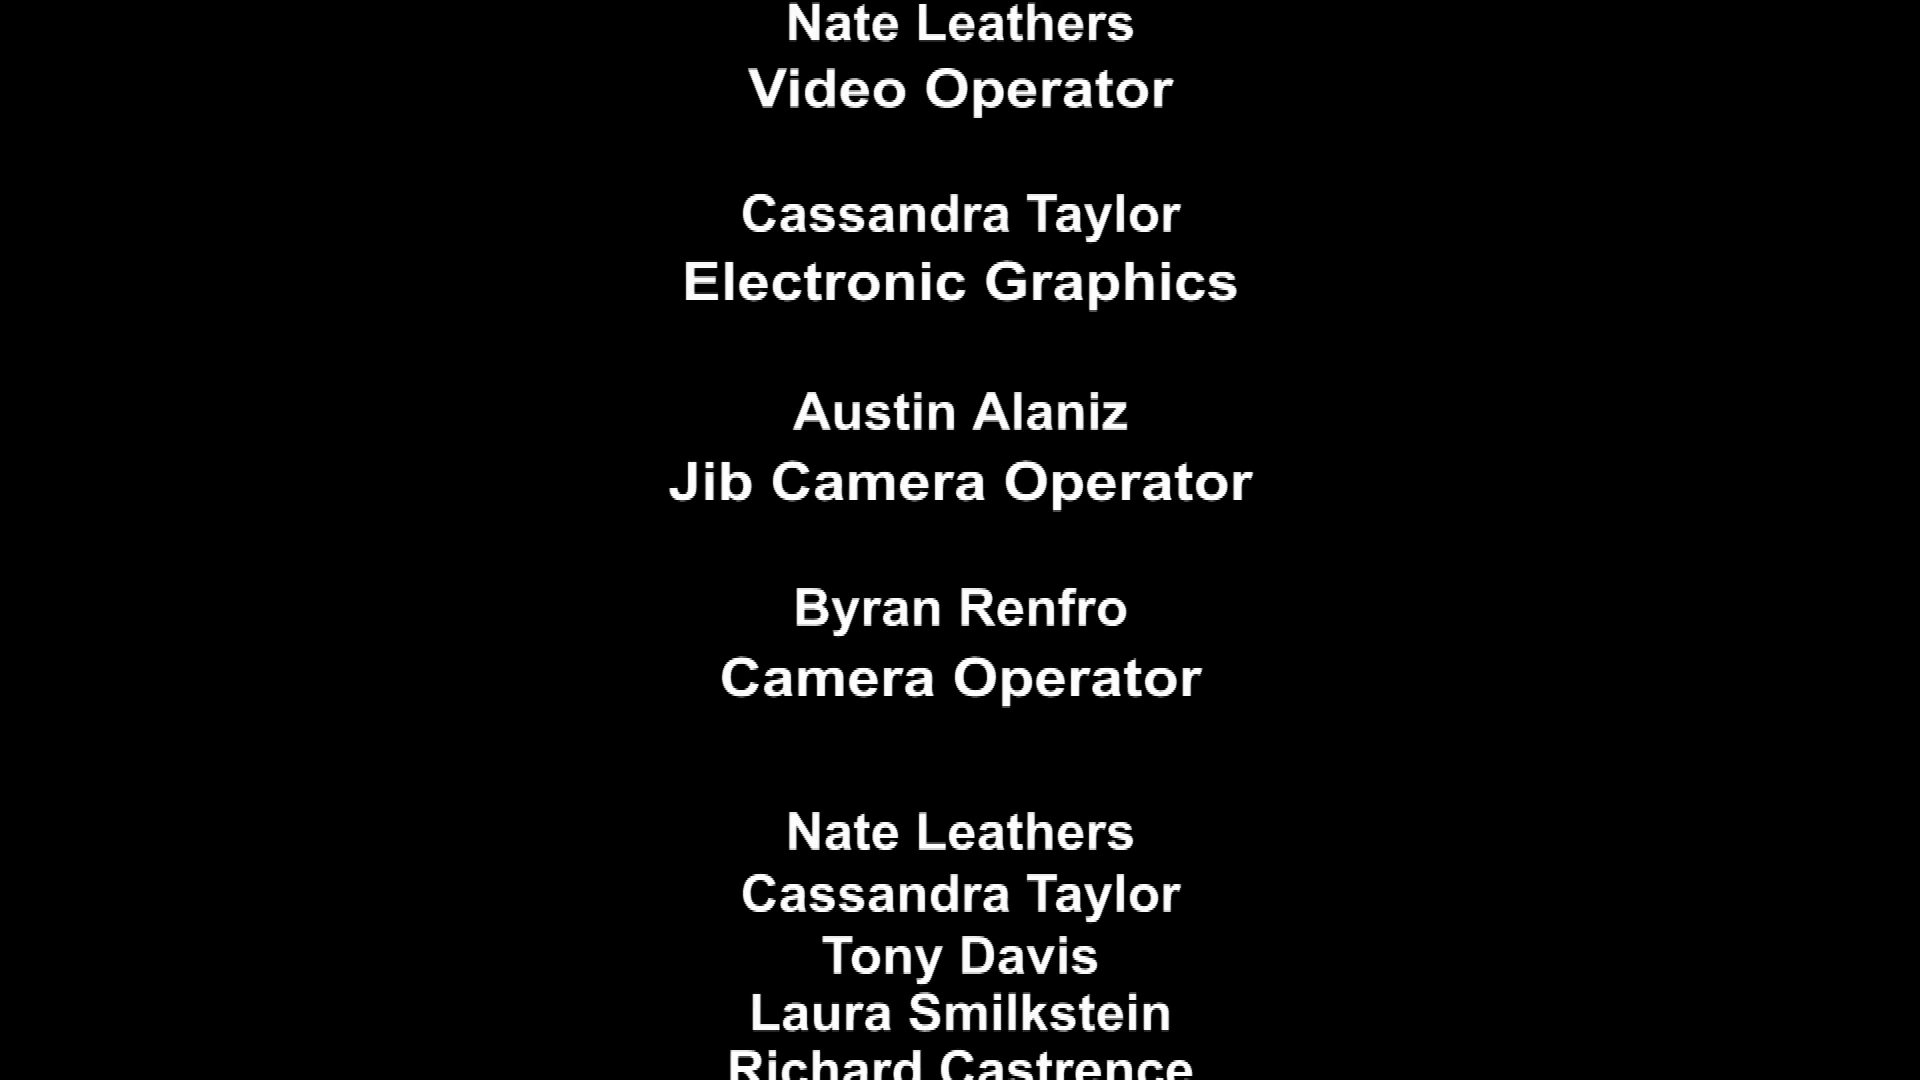 Nate Leathers
Video Operator
Cassandra Taylor
Electronic Graphics
Austin Alaniz
Jib Camera Operator
Byran Renfro
Camera Operator
Nate Leathers
Cassandra Taylor
Tony Davis
Laura Smilkstein
Richard Castrence